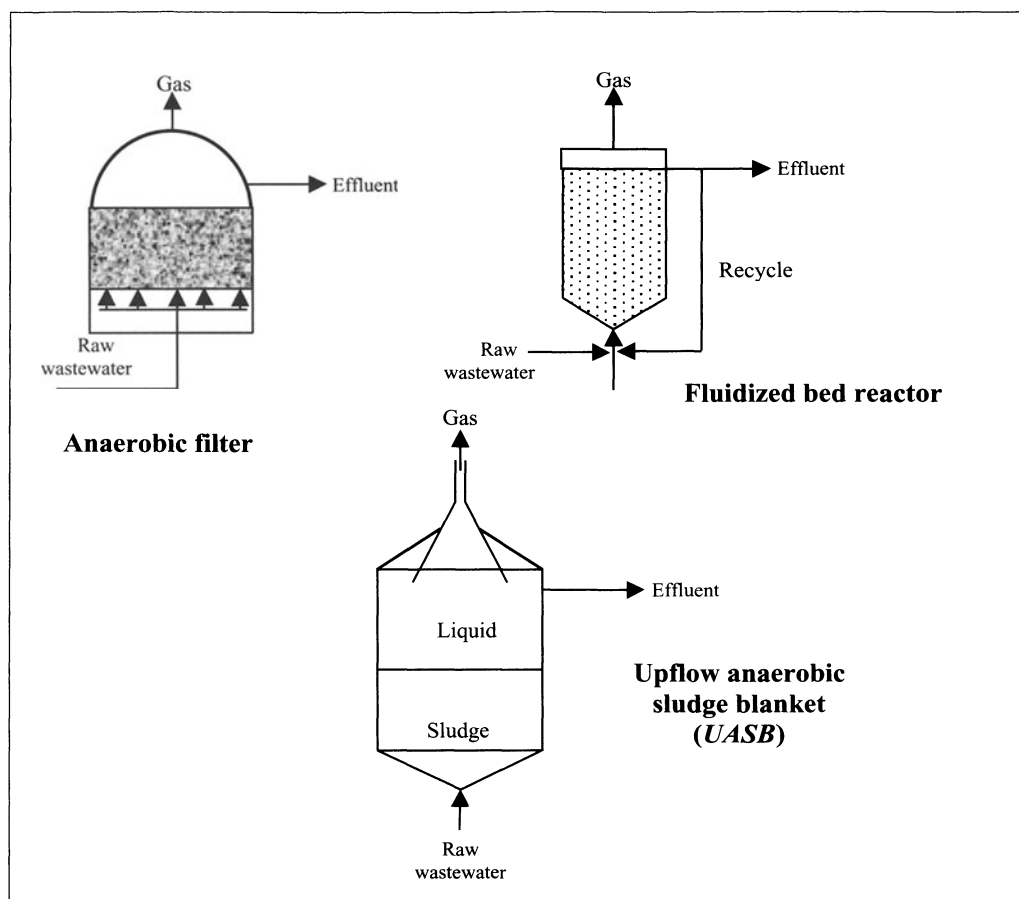 Gas
Effluent
Raw
wastewater
Anaerobic filter
Gas
Effluent
Recycle
Raw
wastewater
Fluidized bed reactor
Gas
Effluent
Liquid
Sludge
Upflow anaerobic
sludge blanket
(UASB)
Raw
wastewater